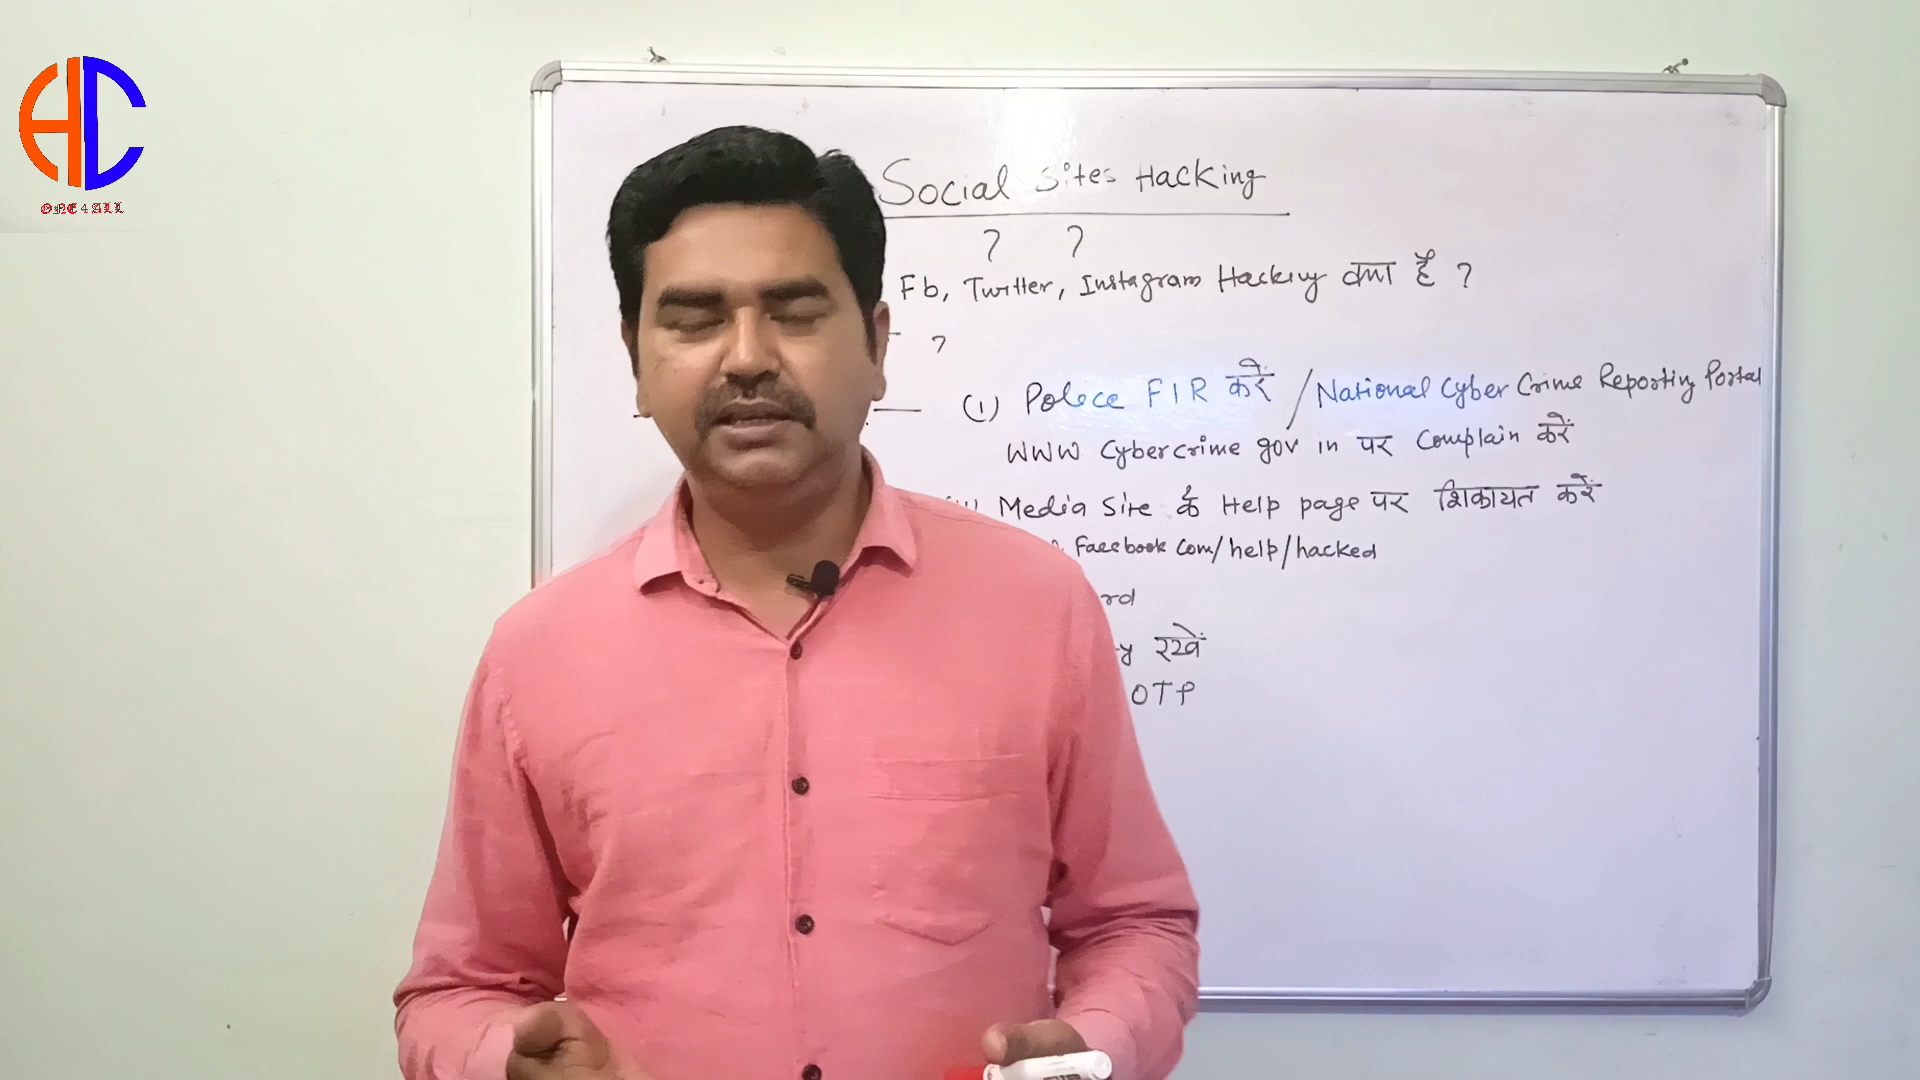 HC
ONE4ALL
Social Sites Hacking
? ?
Fb, Twitter, Instagram Hacking क्या है ?
?
(1) Police FIR करें / National Cyber Crime Reporting Portal
WWW Cybercrime gov in पर Complain करें
Media Site के Help page पर शिकायत करें
Facebook Com/help/hacked
रखें
OTP